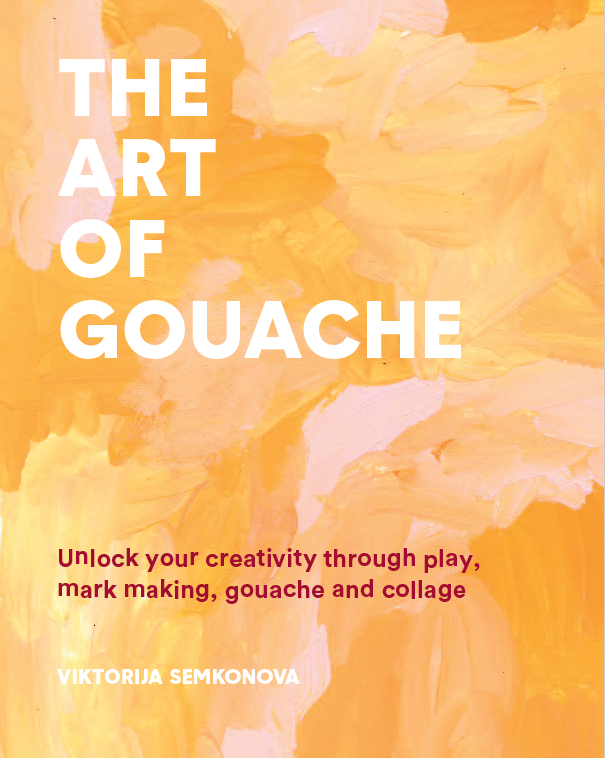 THE
ART
OF
GOUACHE
Unlock your creativity through play,
mark making, gouache and collage
VIKTORIJA SEMKONOVA